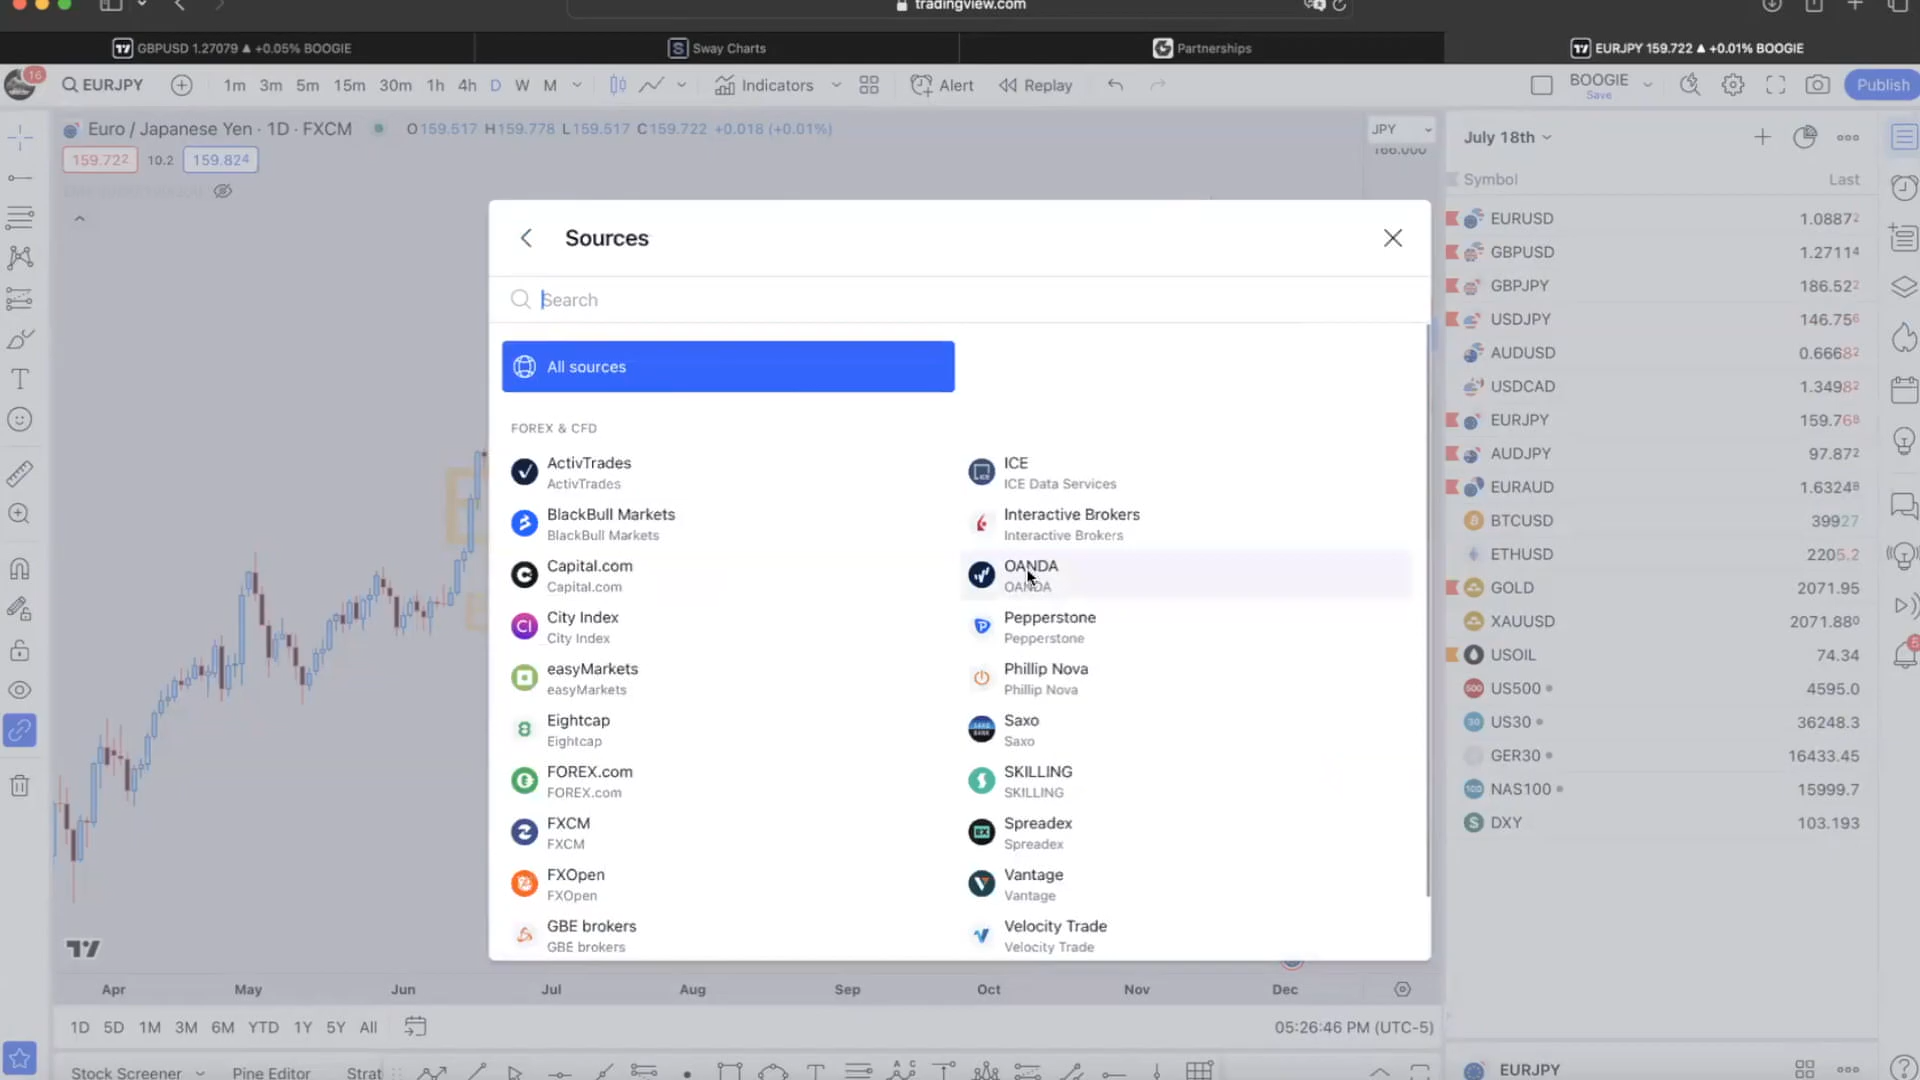 tradingview.com
GBPUSD 1.27079 ▲ +0.05% BOOGIE
Sway Charts
Partnerships
EURJPY 159.722 ▲ +0.01% BOOGIE
16
EURJPY
1m 3m 5m 15m 30m 1h 4h D W M
Indicators
Alert
Replay
BOOGIE
Save
Publish
Euro / Japanese Yen · 1D · FXCM
O159.517 H159.778 L159.517 C159.722 +0.018 (+0.01%)
JPY
166.000
159.722
10.2
159.824
July 18th
Symbol Last
EURUSD 1.08872
GBPUSD 1.27114
GBPJPY 186.522
USDJPY 146.756
AUDUSD 0.66682
USDCAD 1.34982
EURJPY 159.768
AUDJPY 97.872
EURAUD 1.63248
BTCUSD 39927
ETHUSD 2205.2
GOLD 2071.95
XAUUSD 2071.880
USOIL 74.34
US500 4595.0
US30 36248.3
GER30 16433.45
NAS100 15999.7
DXY 103.193
Sources
Search
All sources
FOREX & CFD
ActivTrades
ActivTrades
ICE
ICE Data Services
BlackBull Markets
BlackBull Markets
Interactive Brokers
Interactive Brokers
Capital.com
Capital.com
OANDA
OANDA
City Index
City Index
Pepperstone
Pepperstone
easyMarkets
easyMarkets
Phillip Nova
Phillip Nova
Eightcap
Eightcap
Saxo
Saxo
FOREX.com
FOREX.com
SKILLING
SKILLING
FXCM
FXCM
Spreadex
Spreadex
FXOpen
FXOpen
Vantage
Vantage
GBE brokers
GBE brokers
Velocity Trade
Velocity Trade
Apr May Jun Jul Aug Sep Oct Nov Dec
1D 5D 1M 3M 6M YTD 1Y 5Y All
05:26:46 PM (UTC-5)
Stock Screener
Pine Editor
Strat
EURJPY